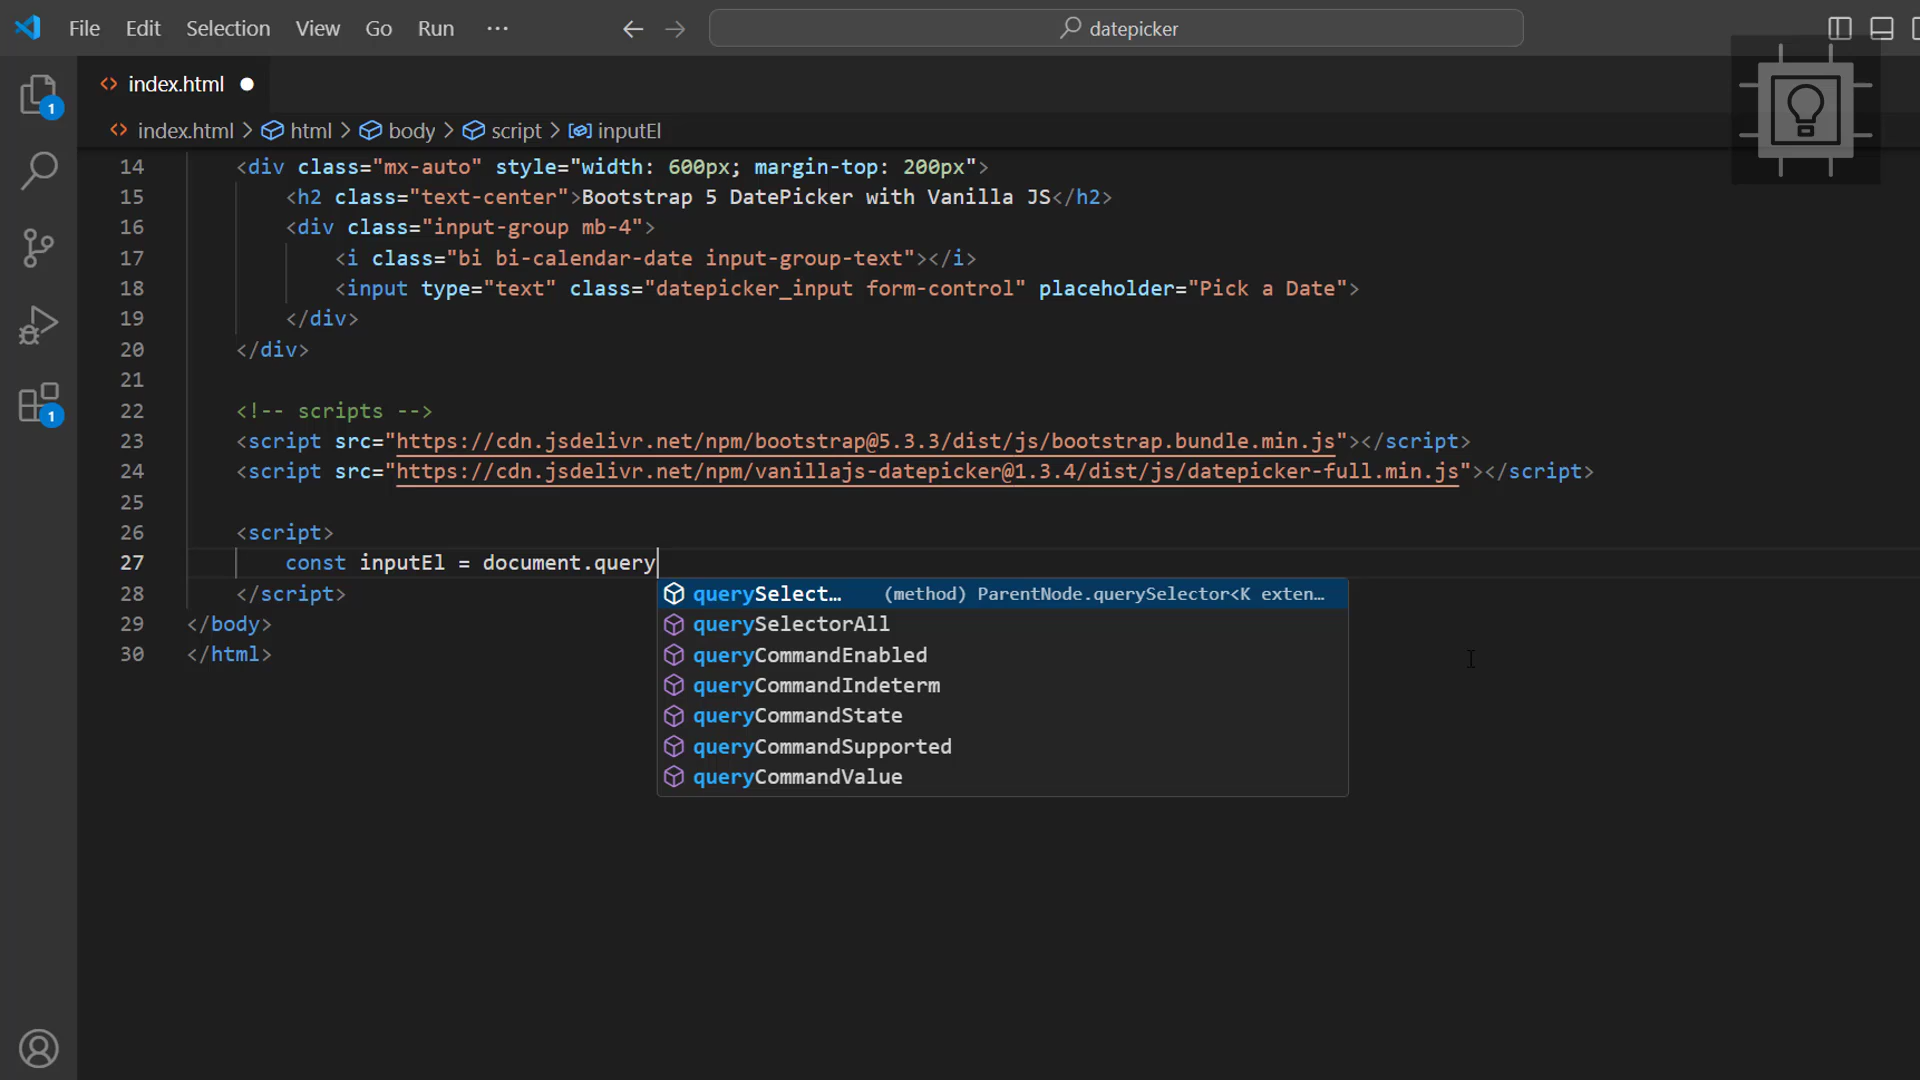 File Edit Selection View Go Run ··· datepicker
index.html
index.html > html > body > script > inputEl
14 <div class="mx-auto" style="width: 600px; margin-top: 200px">
15 <h2 class="text-center">Bootstrap 5 DatePicker with Vanilla JS</h2>
16 <div class="input-group mb-4">
17 <i class="bi bi-calendar-date input-group-text"></i>
18 <input type="text" class="datepicker_input form-control" placeholder="Pick a Date">
19 </div>
20 </div>
21
22 <!-- scripts -->
23 <script src="https://cdn.jsdelivr.net/npm/bootstrap@5.3.3/dist/js/bootstrap.bundle.min.js"></script>
24 <script src="https://cdn.jsdelivr.net/npm/vanillajs-datepicker@1.3.4/dist/js/datepicker-full.min.js"></script>
25
26 <script>
27 const inputEl = document.query
28 </script>
29 </body>
30 </html>
querySelect… (method) ParentNode.querySelector<K exten…
querySelectorAll
queryCommandEnabled
queryCommandIndeterm
queryCommandState
queryCommandSupported
queryCommandValue
1
1